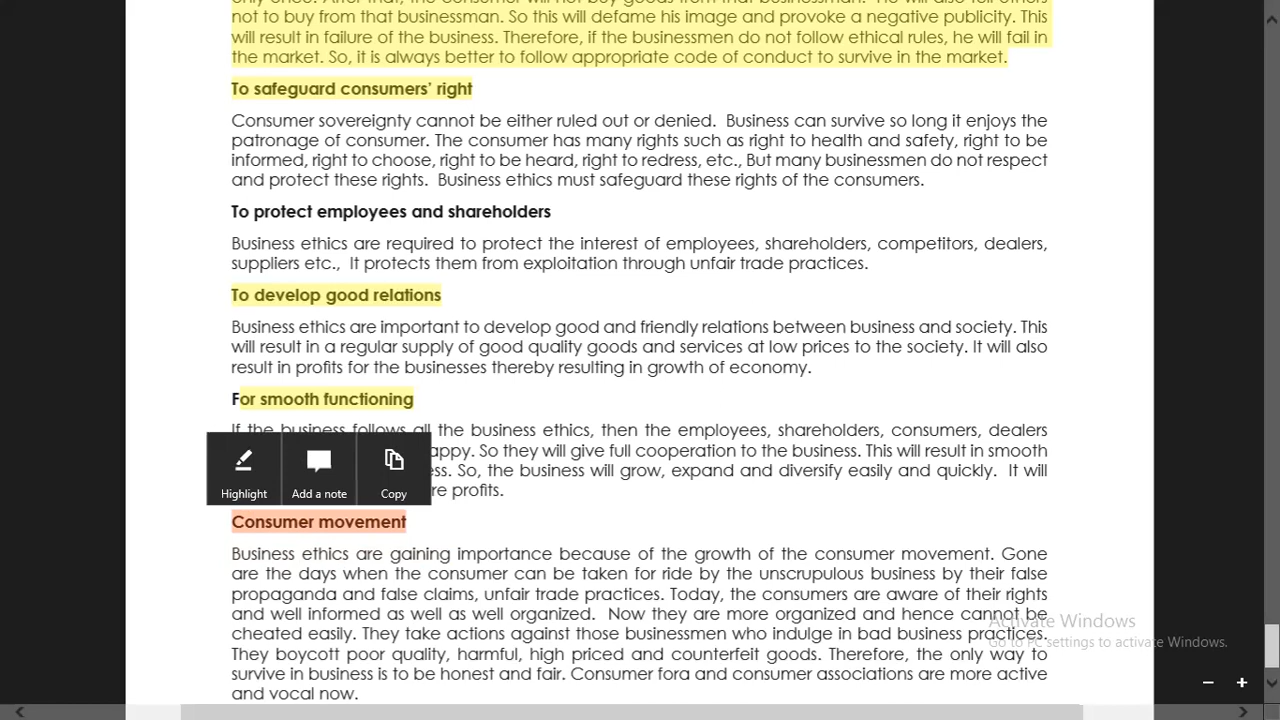 not to buy from that businessman. So this will defame his image and provoke a negative publicity. This
will result in failure of the business. Therefore, if the businessmen do not follow ethical rules, he will fail in
the market. So, it is always better to follow appropriate code of conduct to survive in the market.
To safeguard consumers' right
Consumer sovereignty cannot be either ruled out or denied. Business can survive so long it enjoys the
patronage of consumer. The consumer has many rights such as right to health and safety, right to be
informed, right to choose, right to be heard, right to redress, etc., But many businessmen do not respect
and protect these rights. Business ethics must safeguard these rights of the consumers.
To protect employees and shareholders
Business ethics are required to protect the interest of employees, shareholders, competitors, dealers,
suppliers etc., It protects them from exploitation through unfair trade practices.
To develop good relations
Business ethics are important to develop good and friendly relations between business and society. This
will result in a regular supply of good quality goods and services at low prices to the society. It will also
result in profits for the businesses thereby resulting in growth of economy.
For smooth functioning
If the business follows all the business ethics, then the employees, shareholders, consumers, dealers
appy. So they will give full cooperation to the business. This will result in smooth
ess. So, the business will grow, expand and diversify easily and quickly. It will
re profits.
Highlight Add a note Copy
Consumer movement
Business ethics are gaining importance because of the growth of the consumer movement. Gone
are the days when the consumer can be taken for ride by the unscrupulous business by their false
propaganda and false claims, unfair trade practices. Today, the consumers are aware of their rights
and well informed as well as well organized. Now they are more organized and hence cannot be
cheated easily. They take actions against those businessmen who indulge in bad business practices.
They boycott poor quality, harmful, high priced and counterfeit goods. Therefore, the only way to
survive in business is to be honest and fair. Consumer fora and consumer associations are more active
and vocal now.
Activate Windows
Go to PC settings to activate Windows.